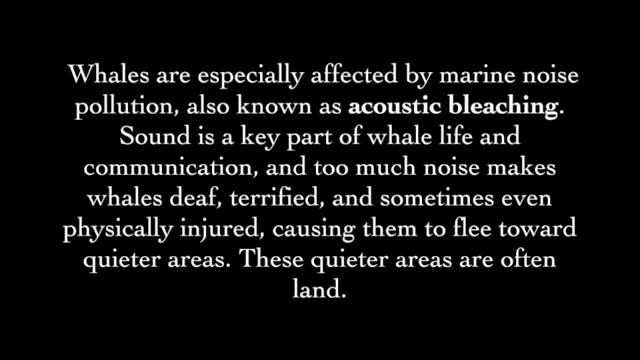 Whales are especially affected by marine noise
pollution, also known as acoustic bleaching.
Sound is a key part of whale life and
communication, and too much noise makes
whales deaf, terrified, and sometimes even
physically injured, causing them to flee toward
quieter areas. These quieter areas are often
land.